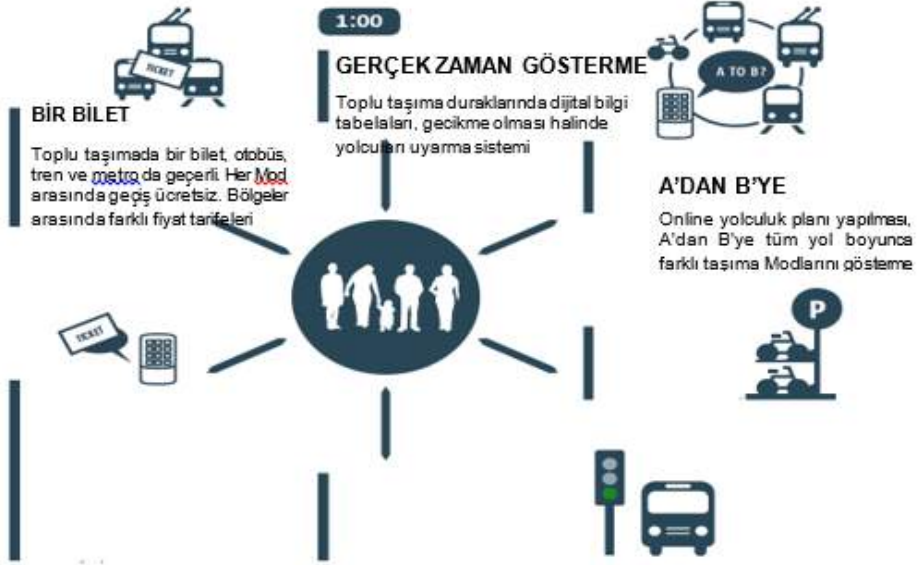 1:00
TICKET
BİR BİLET
Toplu taşımada bir bilet, otobüs,
tren ve metro da geçerli. Her Mod
arasında geçiş ücretsiz. Bölgeler
arasında farklı fiyat tarifeleri
GERÇEK ZAMAN GÖSTERME
Toplu taşıma duraklarında dijital bilgi
tabelaları, gecikme olması halinde
yolcuları uyarma sistemi
A TO B?
A'DAN B'YE
Online yolculuk planı yapılması,
A'dan B'ye tüm yol boyunca
farklı taşıma Modlarını gösterme
TICKET
P